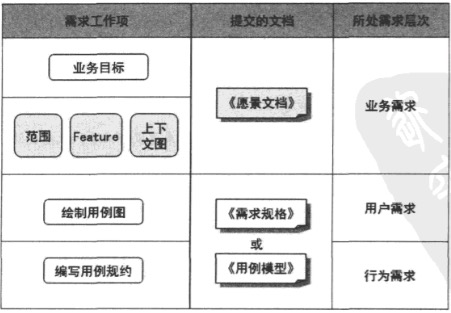 需求工作项 提交的文档 所处需求层次
业务目标
《愿景文档》
业务需求
范围 Feature 上下
文图
绘制用例图
《需求规格》
用户需求
或
编写用例规约
《用例模型》
行为需求